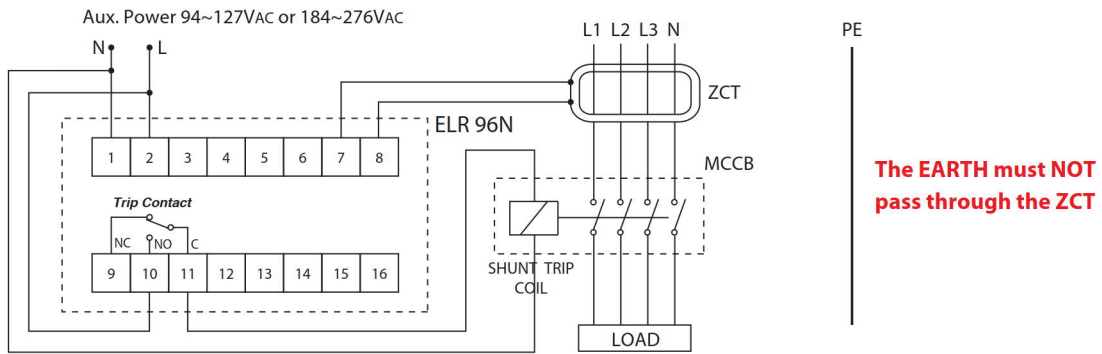 Aux. Power 94~127VAC or 184~276VAC
N L
L1 L2 L3 N
PE
ZCT
ELR 96N
1 2 3 4 5 6 7 8
MCCB
The EARTH must NOT
pass through the ZCT
Trip Contact
NC NO C
9 10 11 12 13 14 15 16
SHUNT TRIP
COIL
LOAD